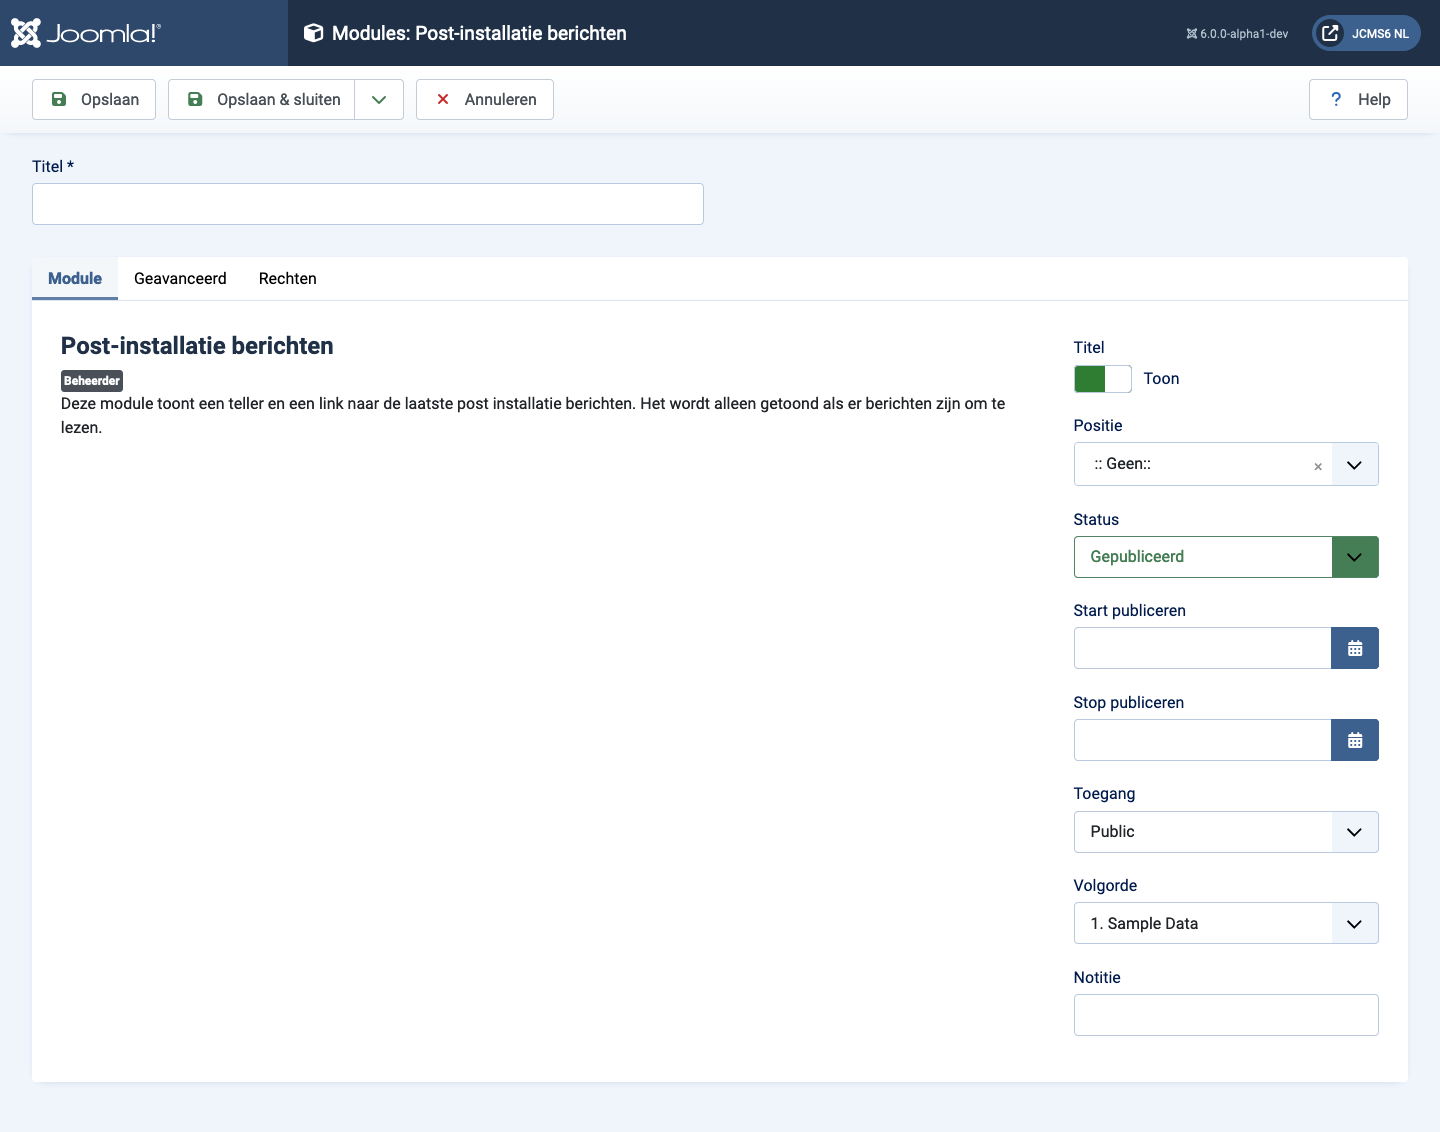 Joomla!®
Modules: Post-installatie berichten
6.0.0-alpha1-dev
JCMS6 NL
Opslaan
Opslaan & sluiten
Annuleren
? Help
Titel *
Module
Geavanceerd
Rechten
Post-installatie berichten
Beheerder
Deze module toont een teller en een link naar de laatste post installatie berichten. Het wordt alleen getoond als er berichten zijn om te
lezen.
Titel
Toon
Positie
:: Geen::
×
Status
Gepubliceerd
Start publiceren
Stop publiceren
Toegang
Public
Volgorde
1. Sample Data
Notitie